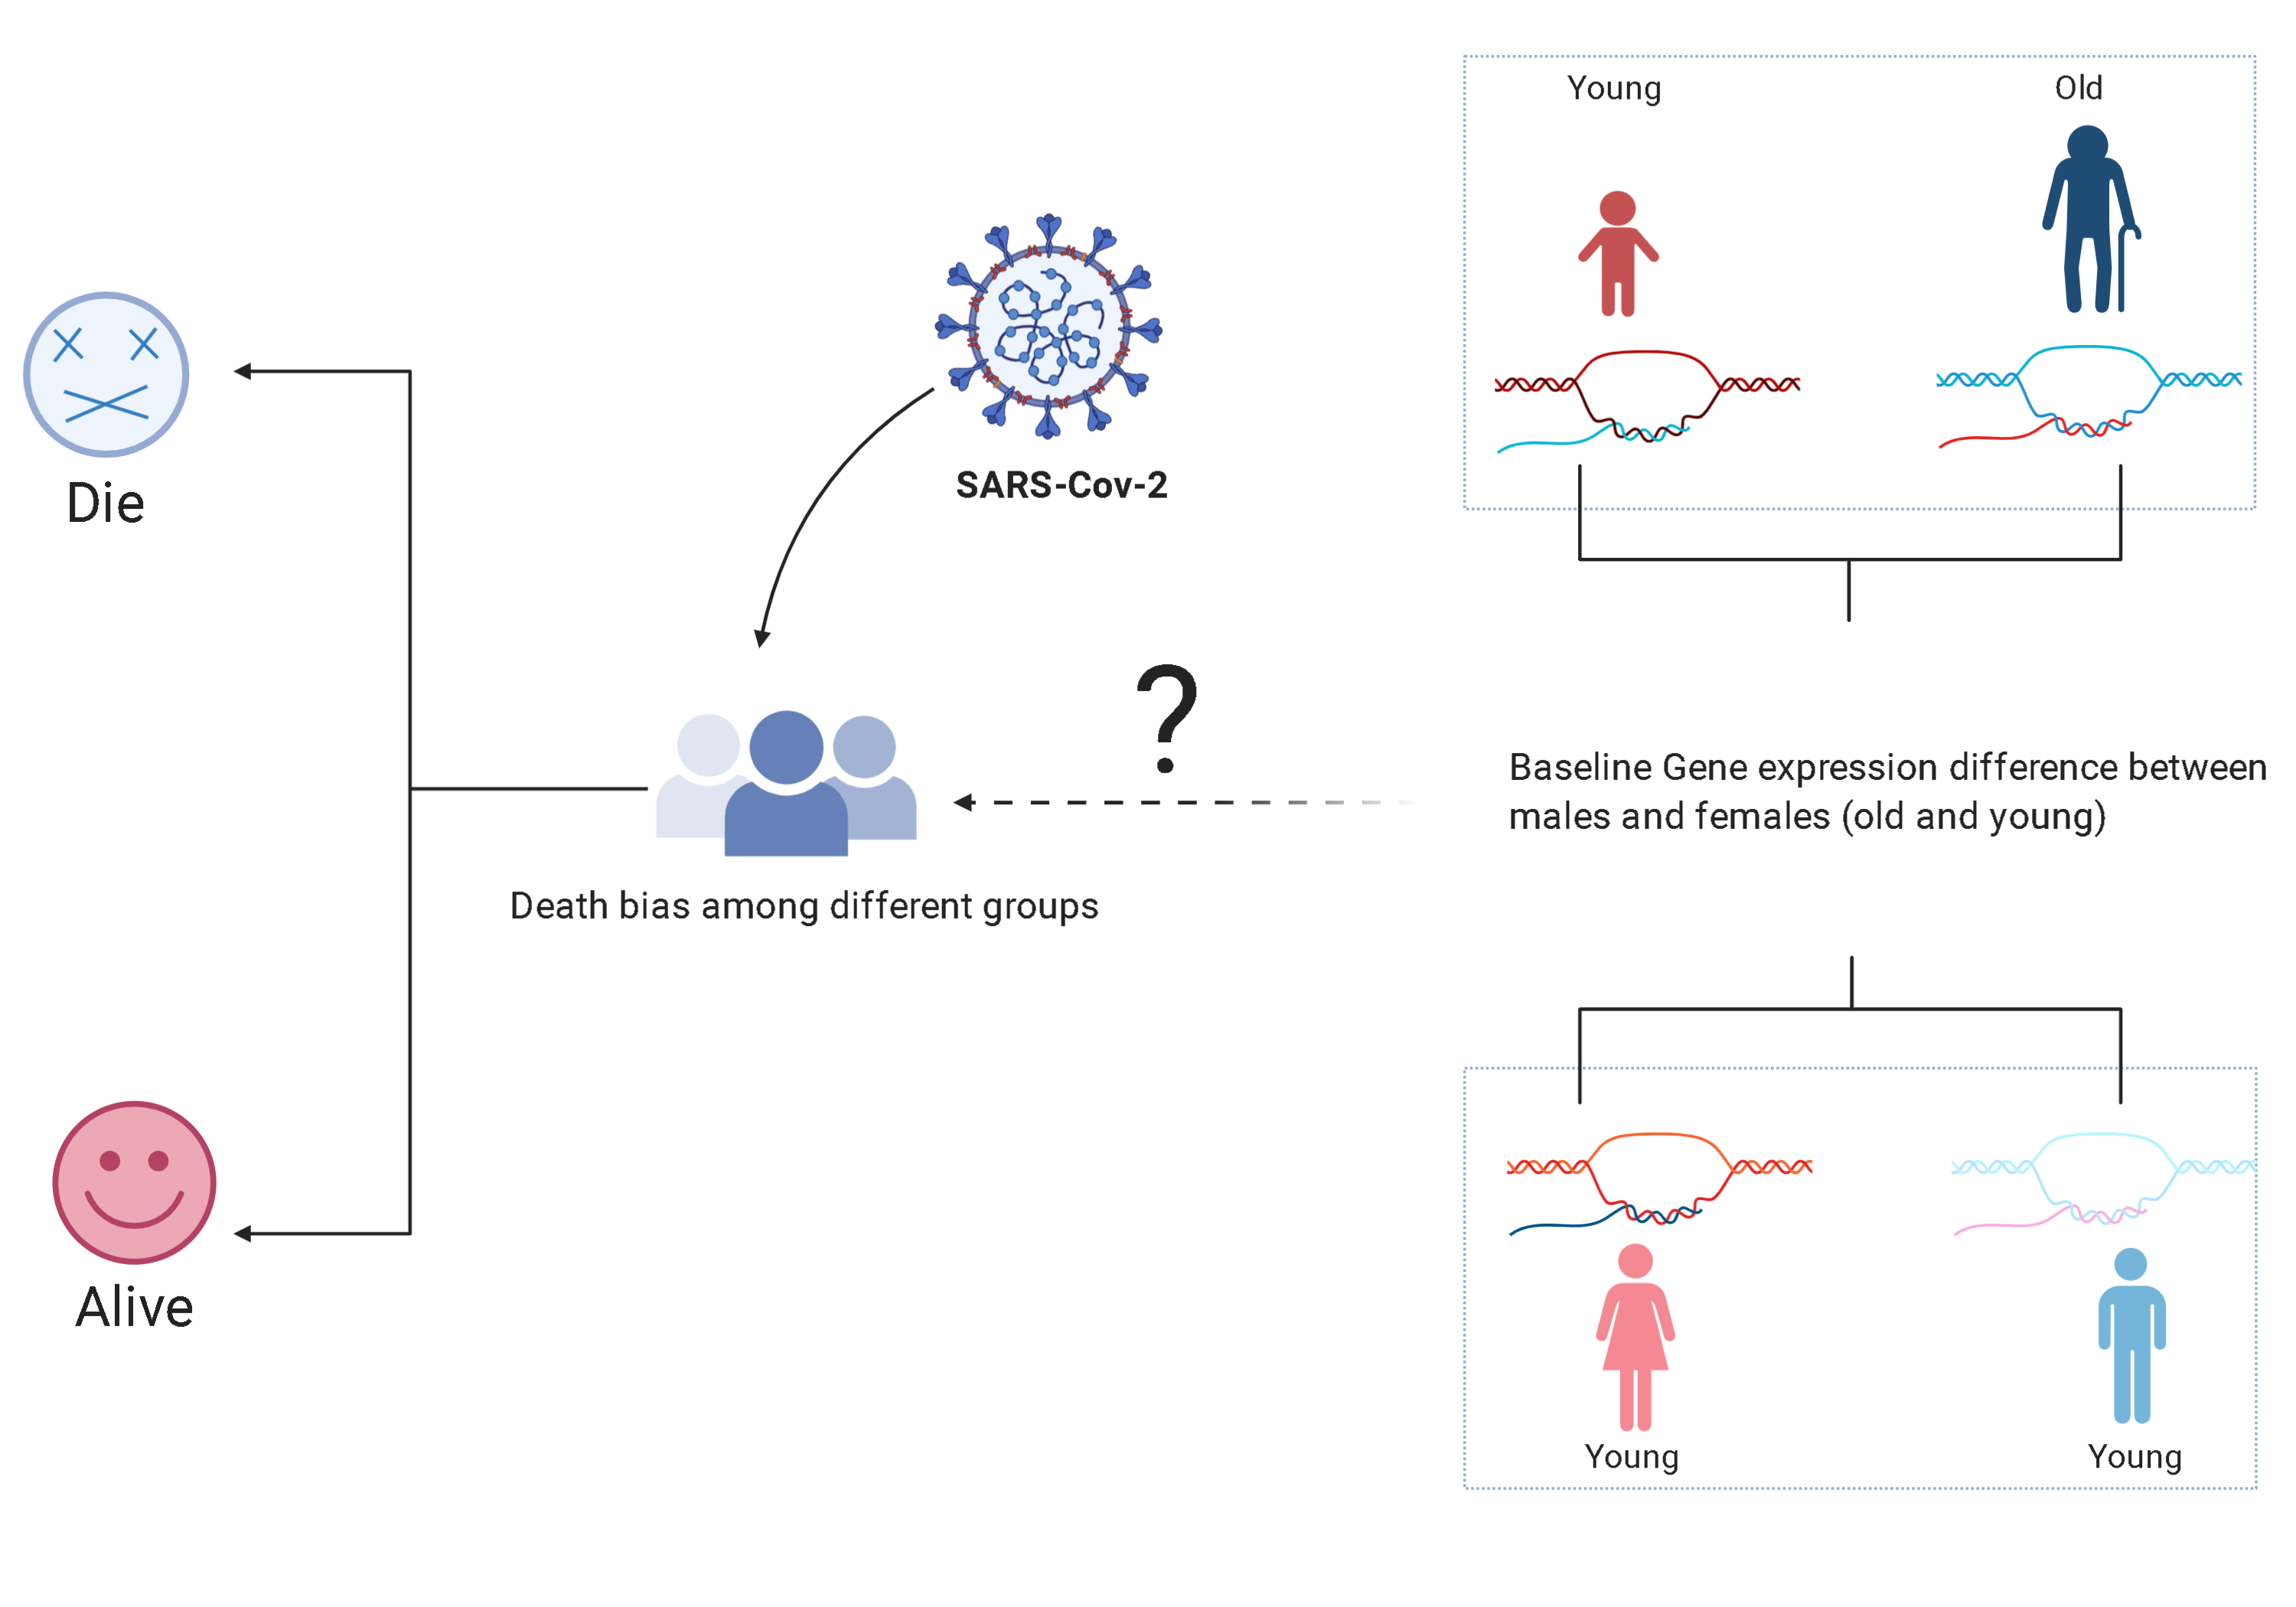 Young
Old
Die
SARS-Cov-2
?
Baseline Gene expression difference between
males and females (old and young)
Death bias among different groups
Alive
Young
Young